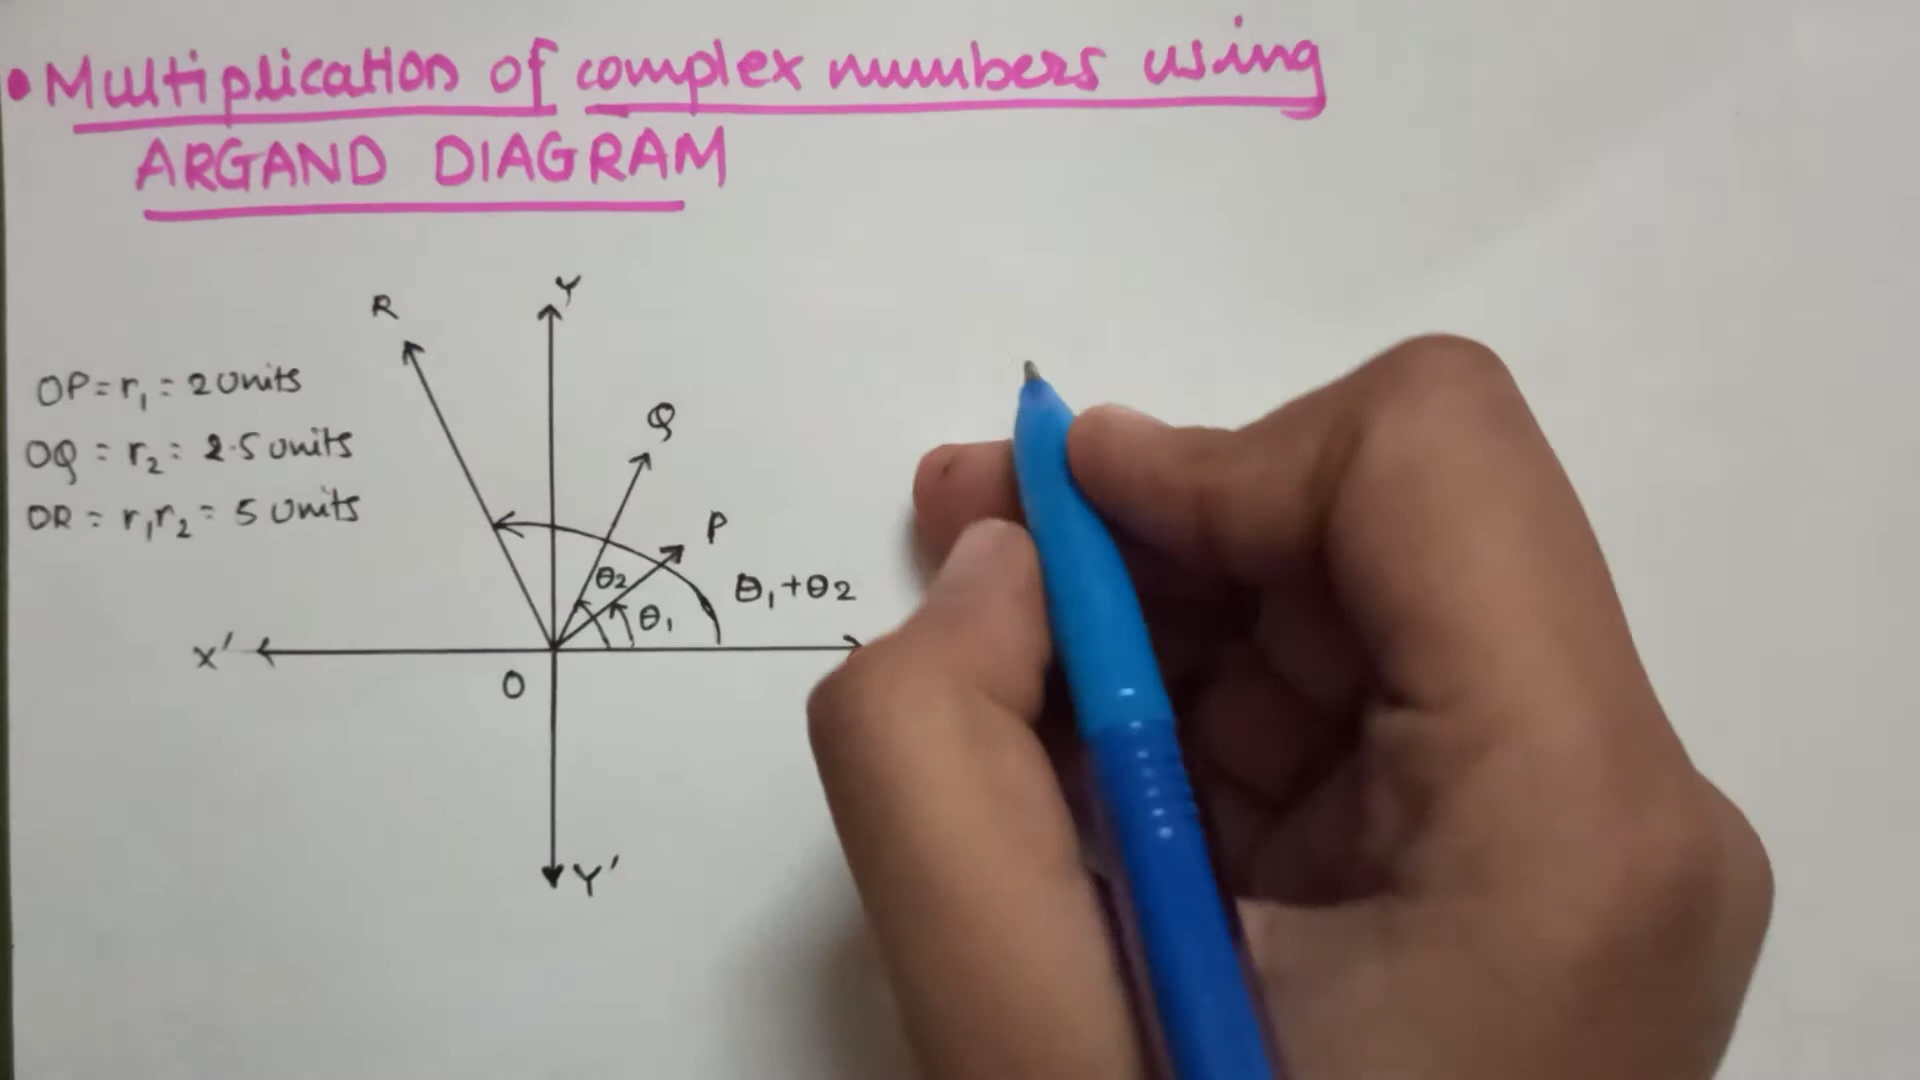 • Multiplication of complex numbers using
ARGAND DIAGRAM
Y
R
OP = r₁ = 2 units
Q
OQ = r₂ = 2.5 units
OR = r₁r₂ = 5 units
P
θ₂
θ₁+θ₂
θ₁
X'
O
Y'